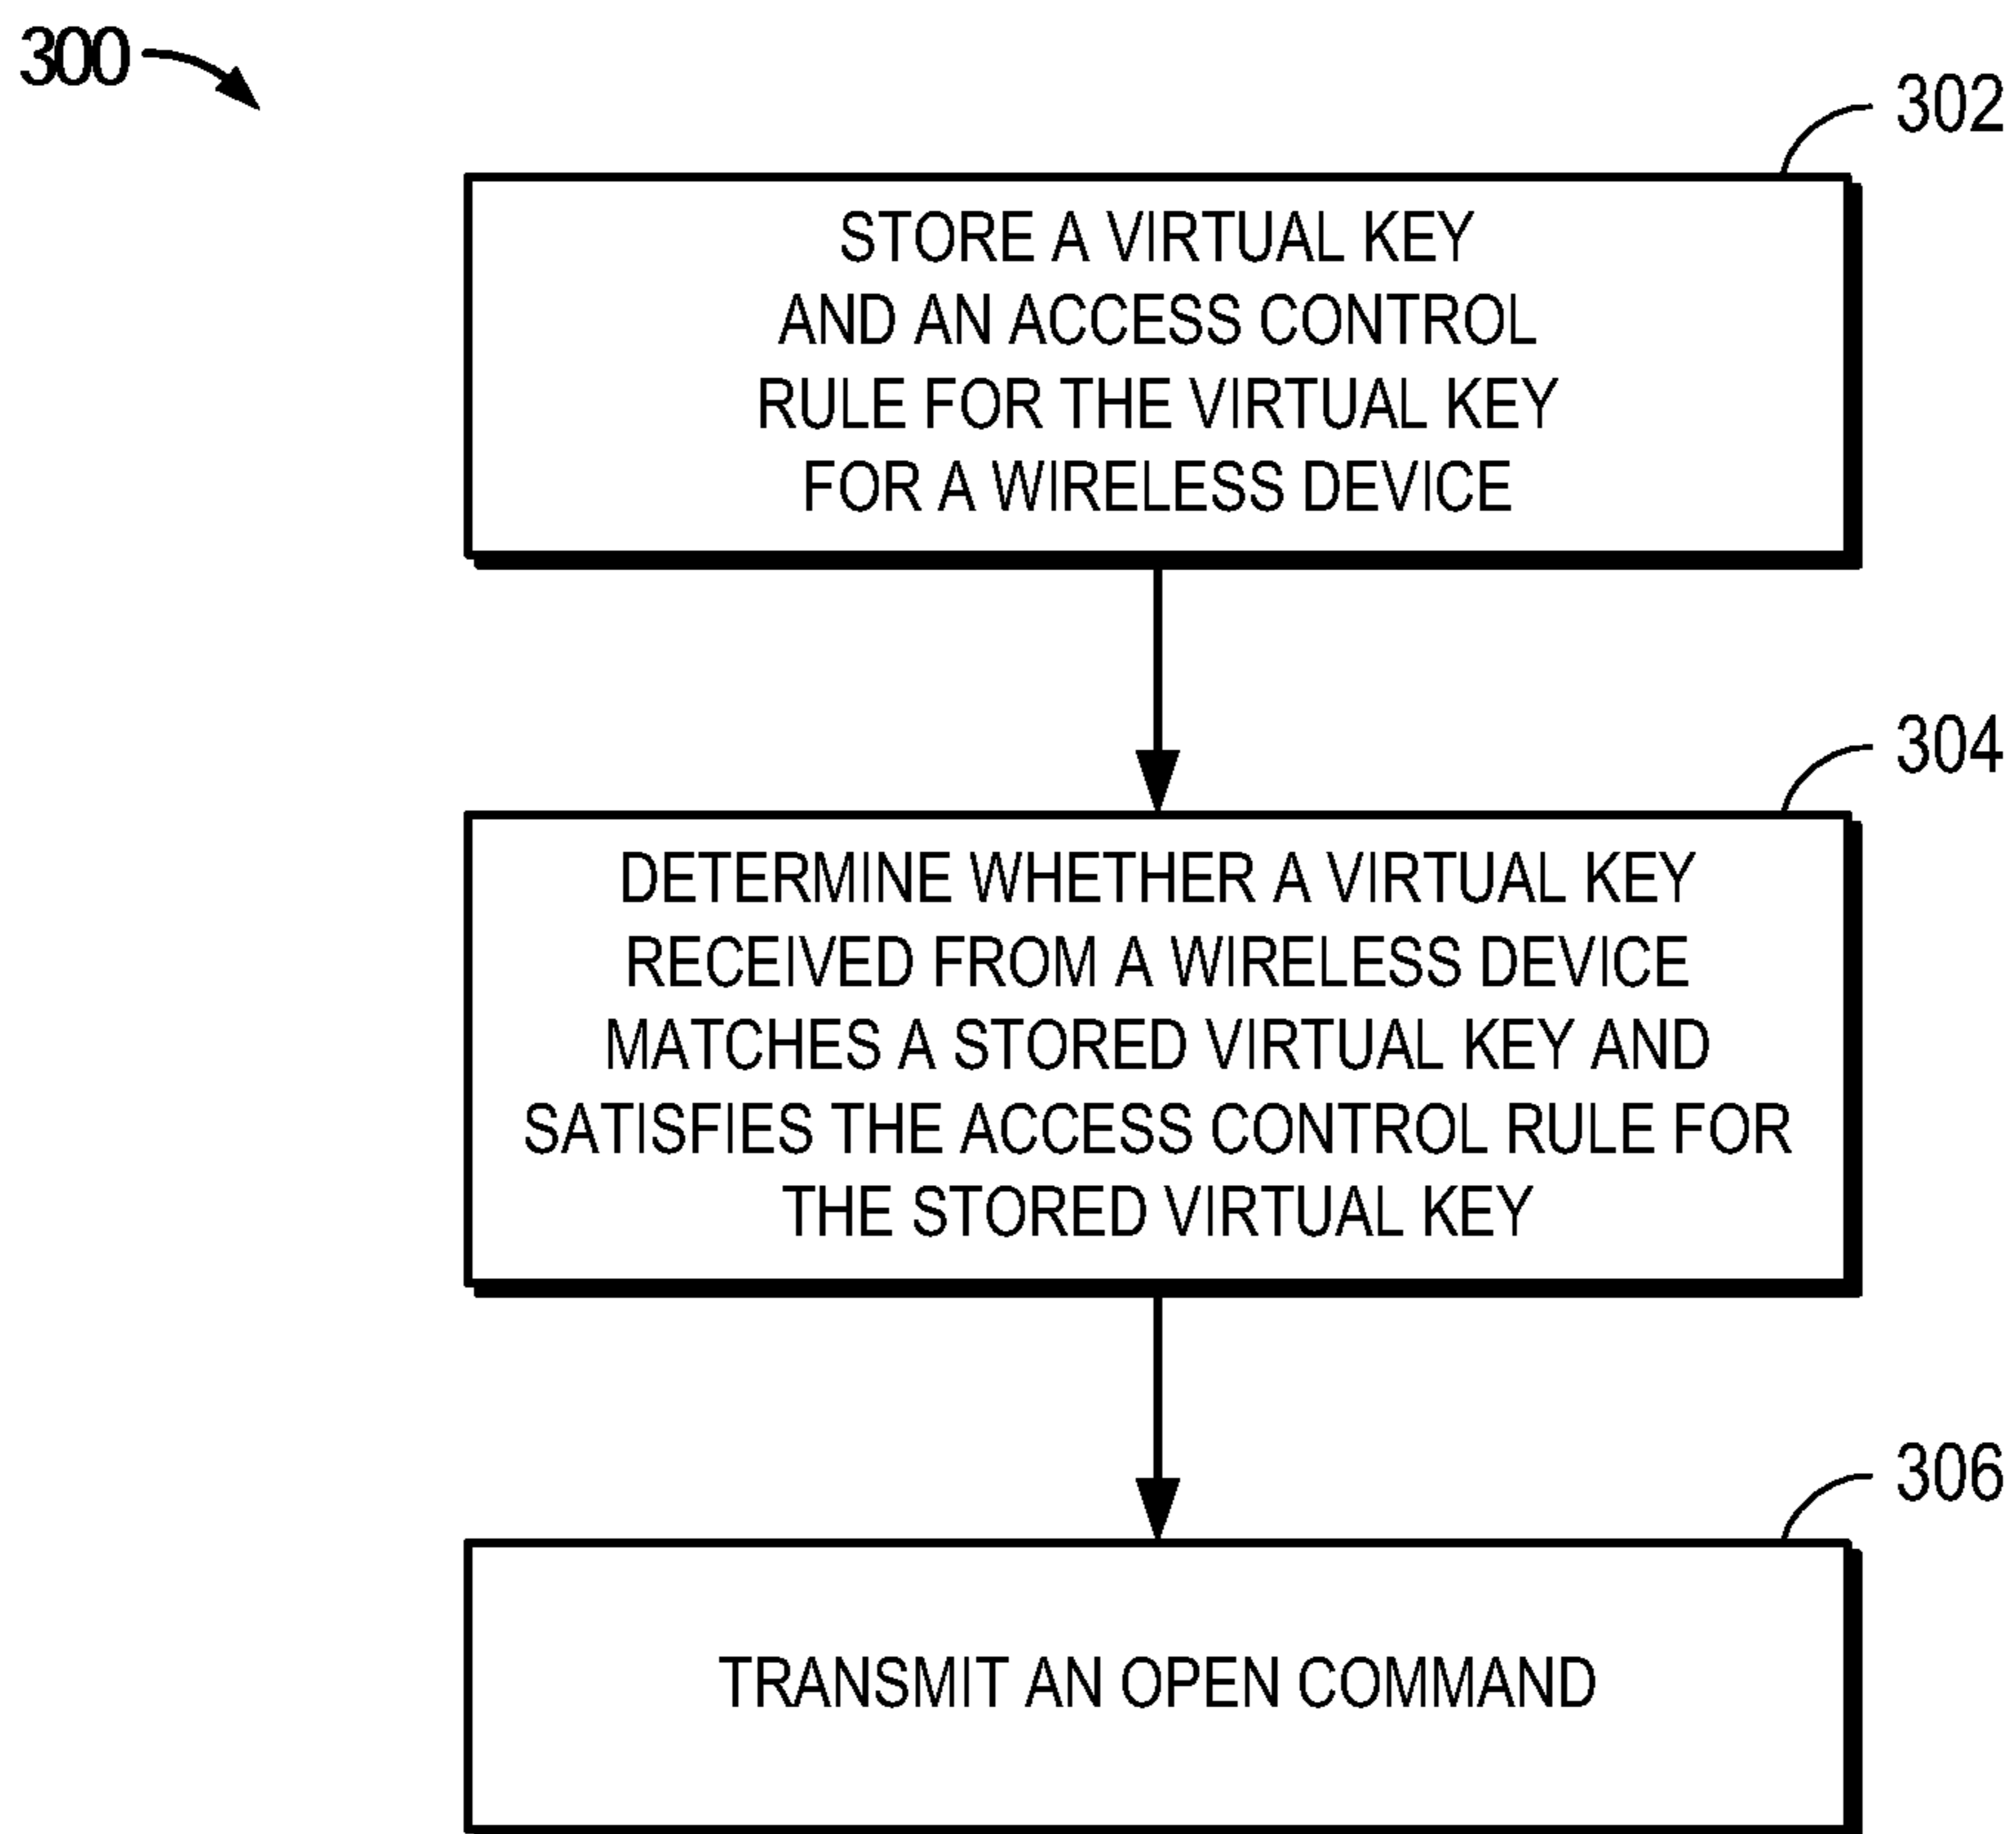 300
302
STORE A VIRTUAL KEY
AND AN ACCESS CONTROL
RULE FOR THE VIRTUAL KEY
FOR A WIRELESS DEVICE
304
DETERMINE WHETHER A VIRTUAL KEY
RECEIVED FROM A WIRELESS DEVICE
MATCHES A STORED VIRTUAL KEY AND
SATISFIES THE ACCESS CONTROL RULE FOR
THE STORED VIRTUAL KEY
306
TRANSMIT AN OPEN COMMAND